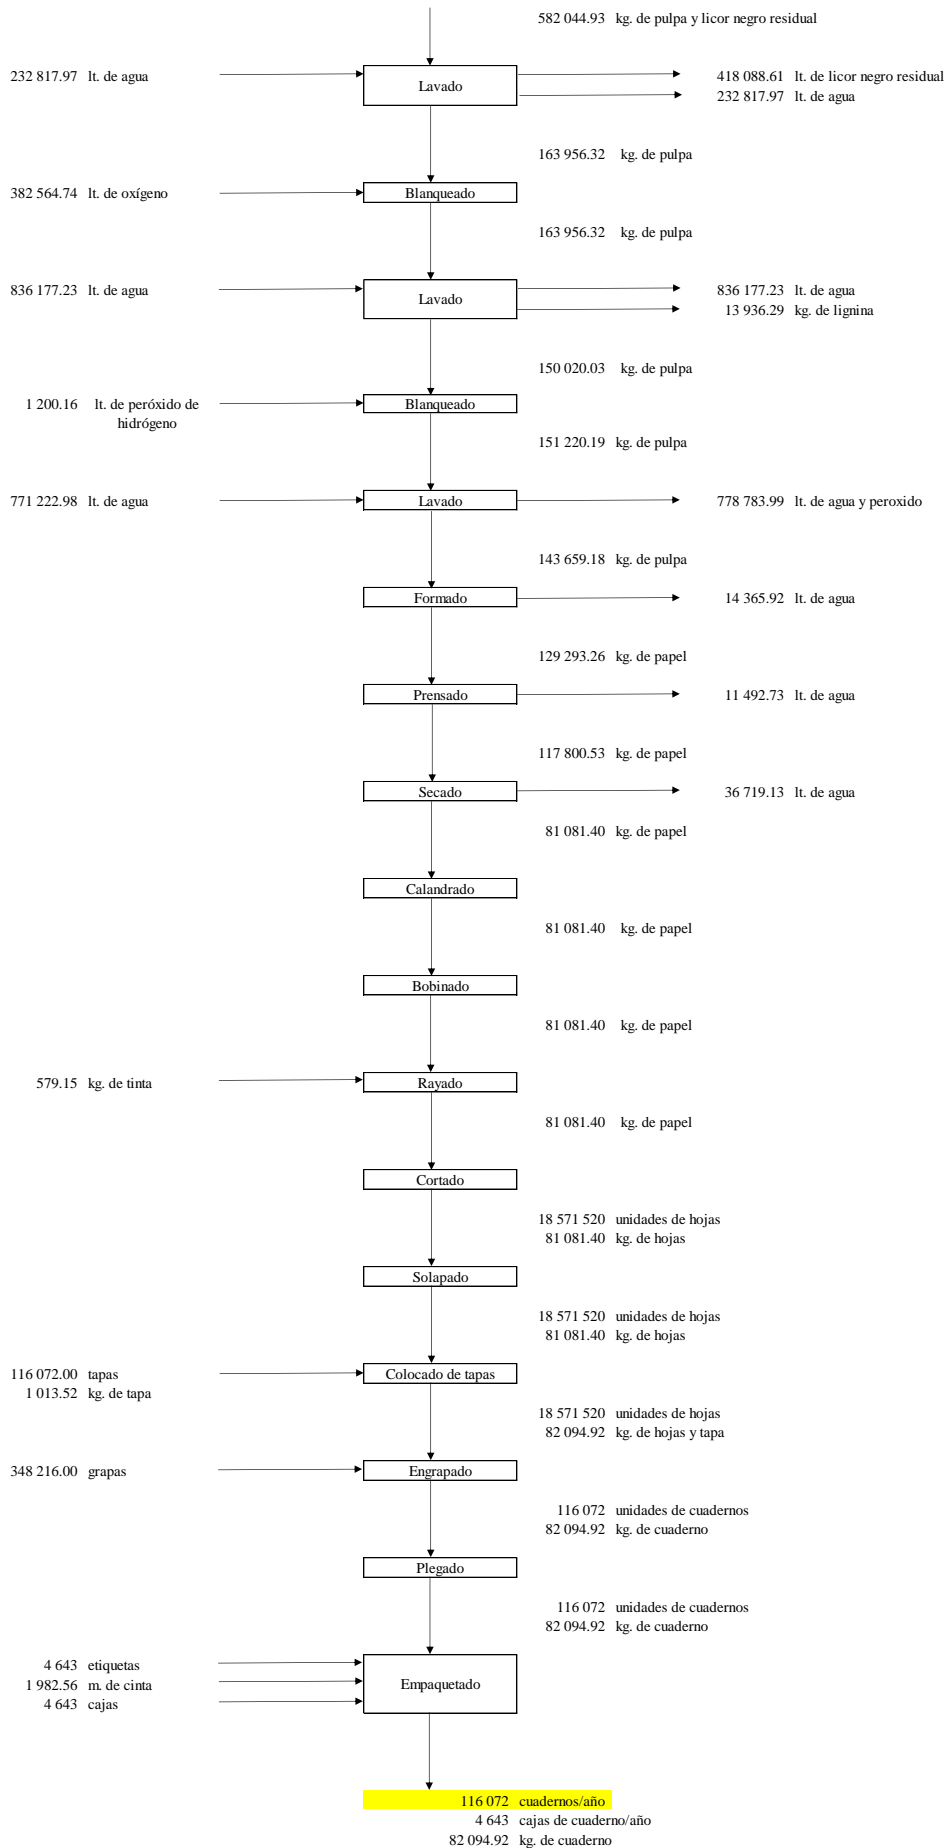 582 044.93 kg. de pulpa y licor negro residual
232 817.97 lt. de agua
Lavado
418 088.61 lt. de licor negro residual
232 817.97 lt. de agua
163 956.32 kg. de pulpa
382 564.74 lt. de oxígeno
Blanqueado
163 956.32 kg. de pulpa
836 177.23 lt. de agua
Lavado
836 177.23 lt. de agua
13 936.29 kg. de lignina
150 020.03 kg. de pulpa
1 200.16 lt. de peróxido de
hidrógeno
Blanqueado
151 220.19 kg. de pulpa
771 222.98 lt. de agua
Lavado
778 783.99 lt. de agua y peroxido
143 659.18 kg. de pulpa
Formado
14 365.92 lt. de agua
129 293.26 kg. de papel
Prensado
11 492.73 lt. de agua
117 800.53 kg. de papel
Secado
36 719.13 lt. de agua
81 081.40 kg. de papel
Calandrado
81 081.40 kg. de papel
Bobinado
81 081.40 kg. de papel
579.15 kg. de tinta
Rayado
81 081.40 kg. de papel
Cortado
18 571 520 unidades de hojas
81 081.40 kg. de hojas
Solapado
18 571 520 unidades de hojas
81 081.40 kg. de hojas
116 072.00 tapas
1 013.52 kg. de tapa
Colocado de tapas
18 571 520 unidades de hojas
82 094.92 kg. de hojas y tapa
348 216.00 grapas
Engrapado
116 072 unidades de cuadernos
82 094.92 kg. de cuaderno
Plegado
116 072 unidades de cuadernos
82 094.92 kg. de cuaderno
4 643 etiquetas
1 982.56 m. de cinta
4 643 cajas
Empaquetado
116 072 cuadernos/año
4 643 cajas de cuaderno/año
82 094.92 kg. de cuaderno